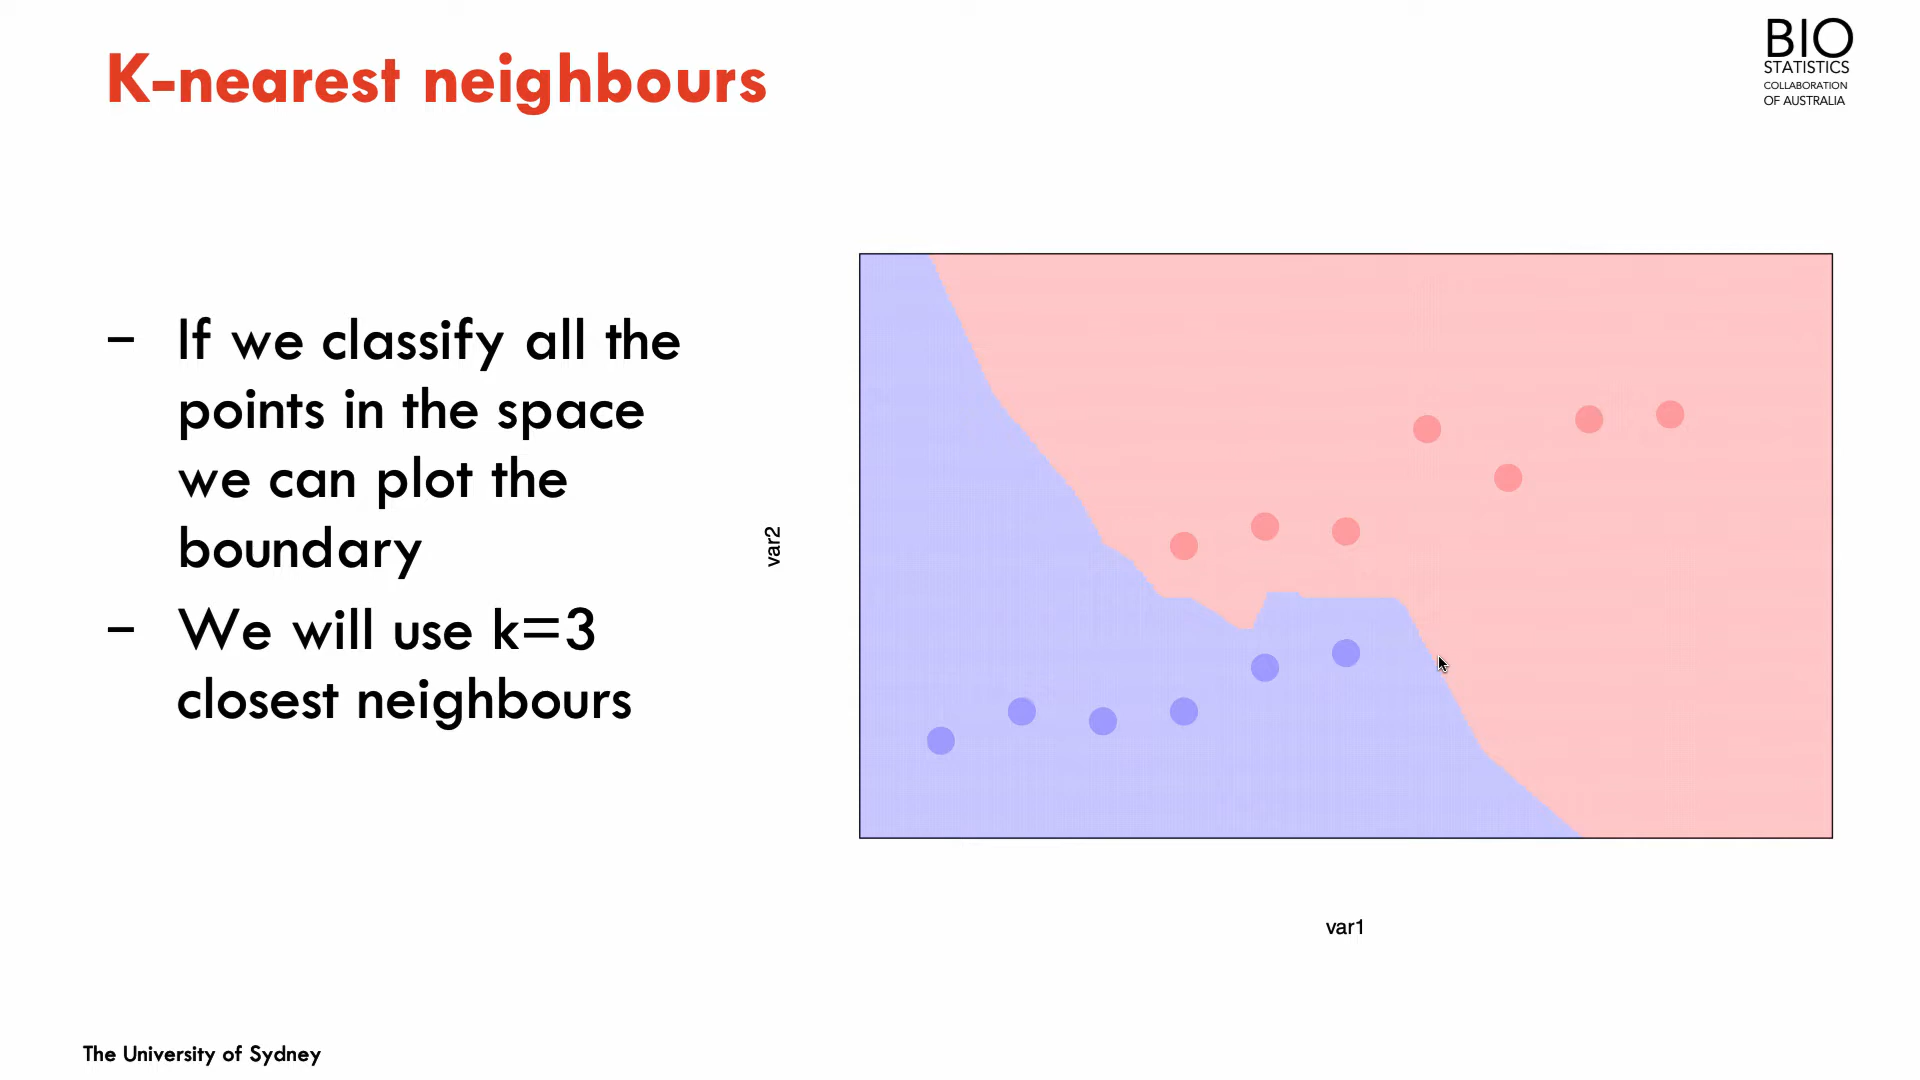 K-nearest neighbours
BIO
STATISTICS
COLLABORATION
OF AUSTRALIA
– If we classify all the
points in the space
we can plot the
boundary
– We will use k=3
closest neighbours
var2
var1
The University of Sydney